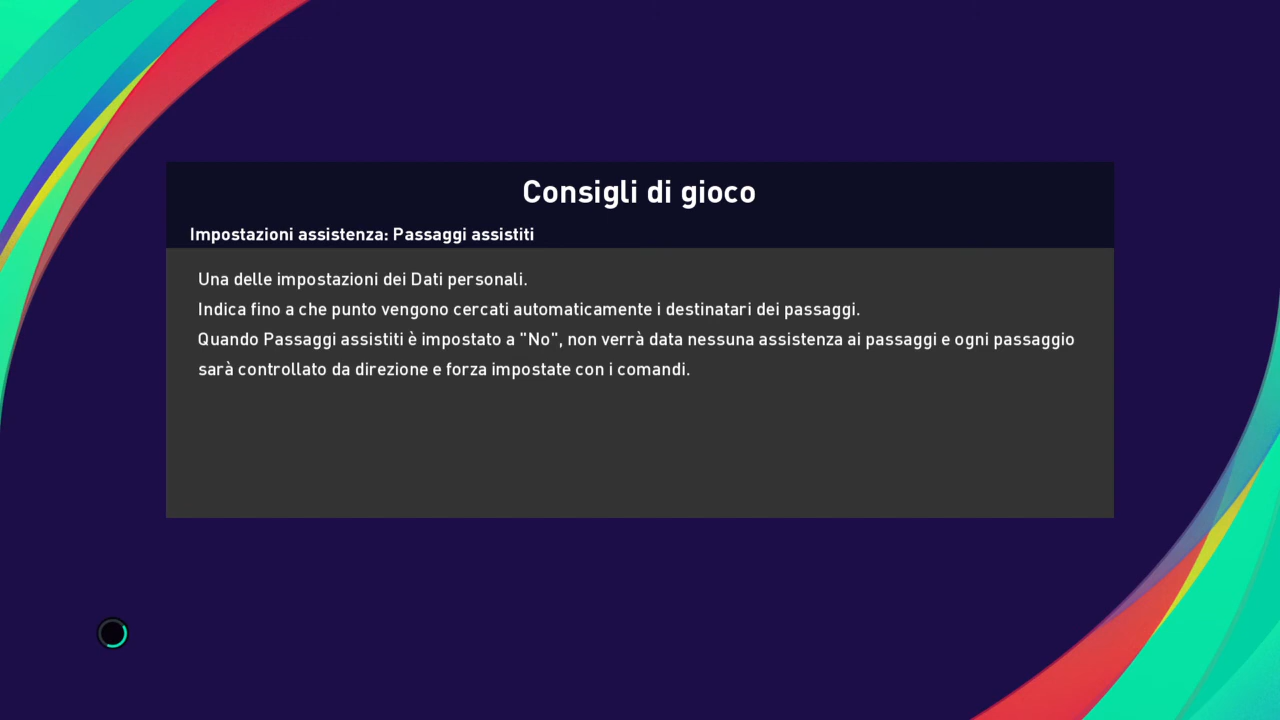 Consigli di gioco
Impostazioni assistenza: Passaggi assistiti
Una delle impostazioni dei Dati personali.
Indica fino a che punto vengono cercati automaticamente i destinatari dei passaggi.
Quando Passaggi assistiti è impostato a "No", non verrà data nessuna assistenza ai passaggi e ogni passaggio
sarà controllato da direzione e forza impostate con i comandi.